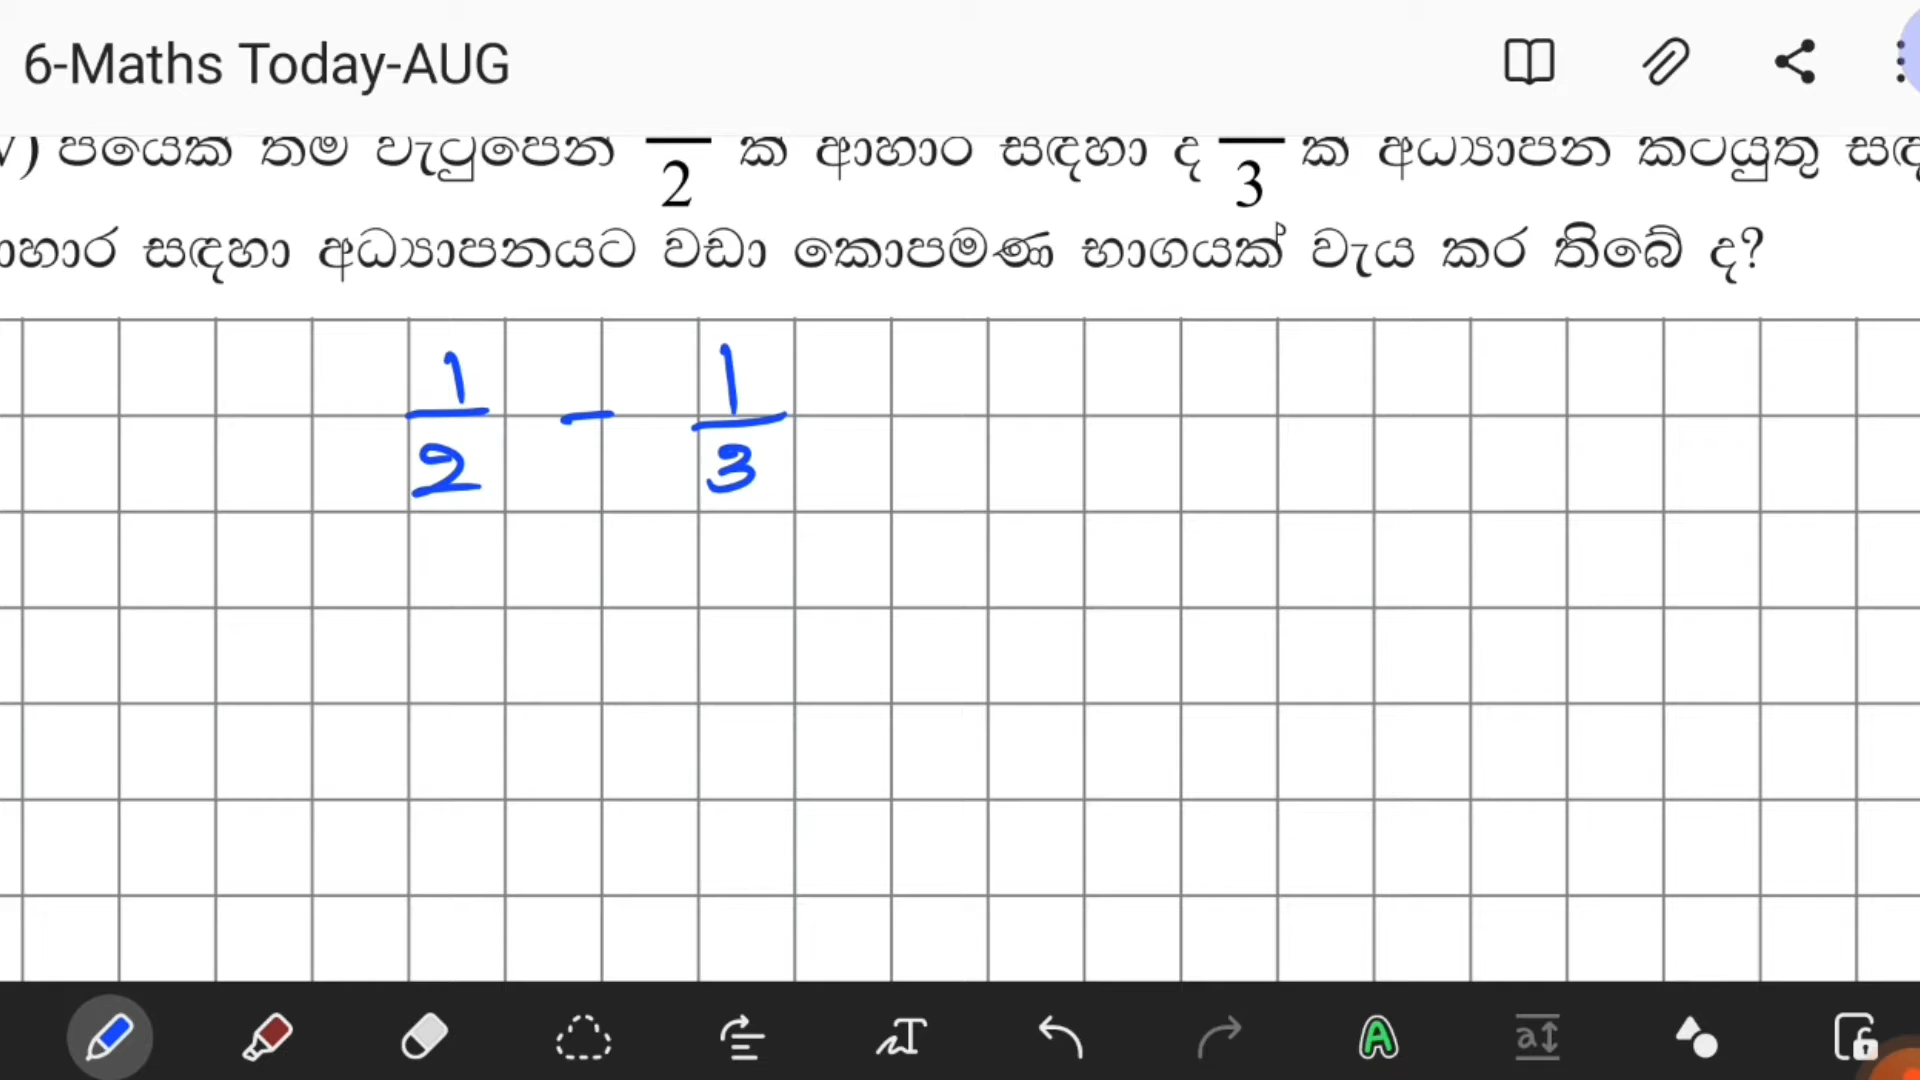 6-Maths Today-AUG
) පියෙක් තම වැටුපෙන් 2 ක් ආහාර සඳහා ද 3 ක් අධ්‍යාපන කටයුතු
ආහාර සඳහා අධ්‍යාපනයට වඩා කොපමණ භාගයක් වැය කර තිබේ ද?
1/2 - 1/3